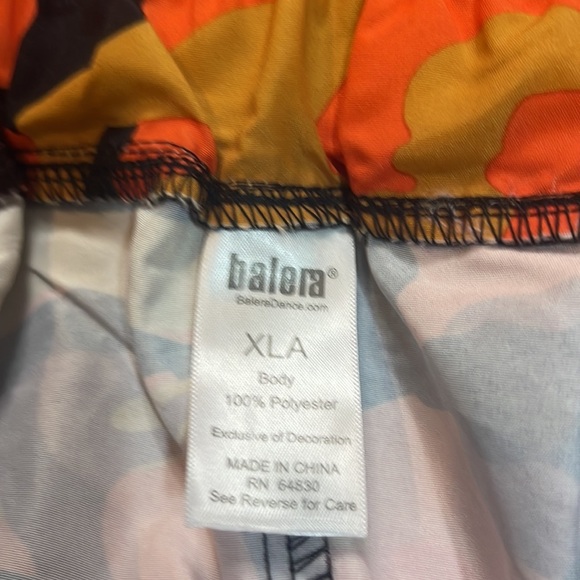 balera®
BaleraDance.com
XLA
Body
100% Polyester
Exclusive of Decoration
MADE IN CHINA
RN 64830
See Reverse for Care